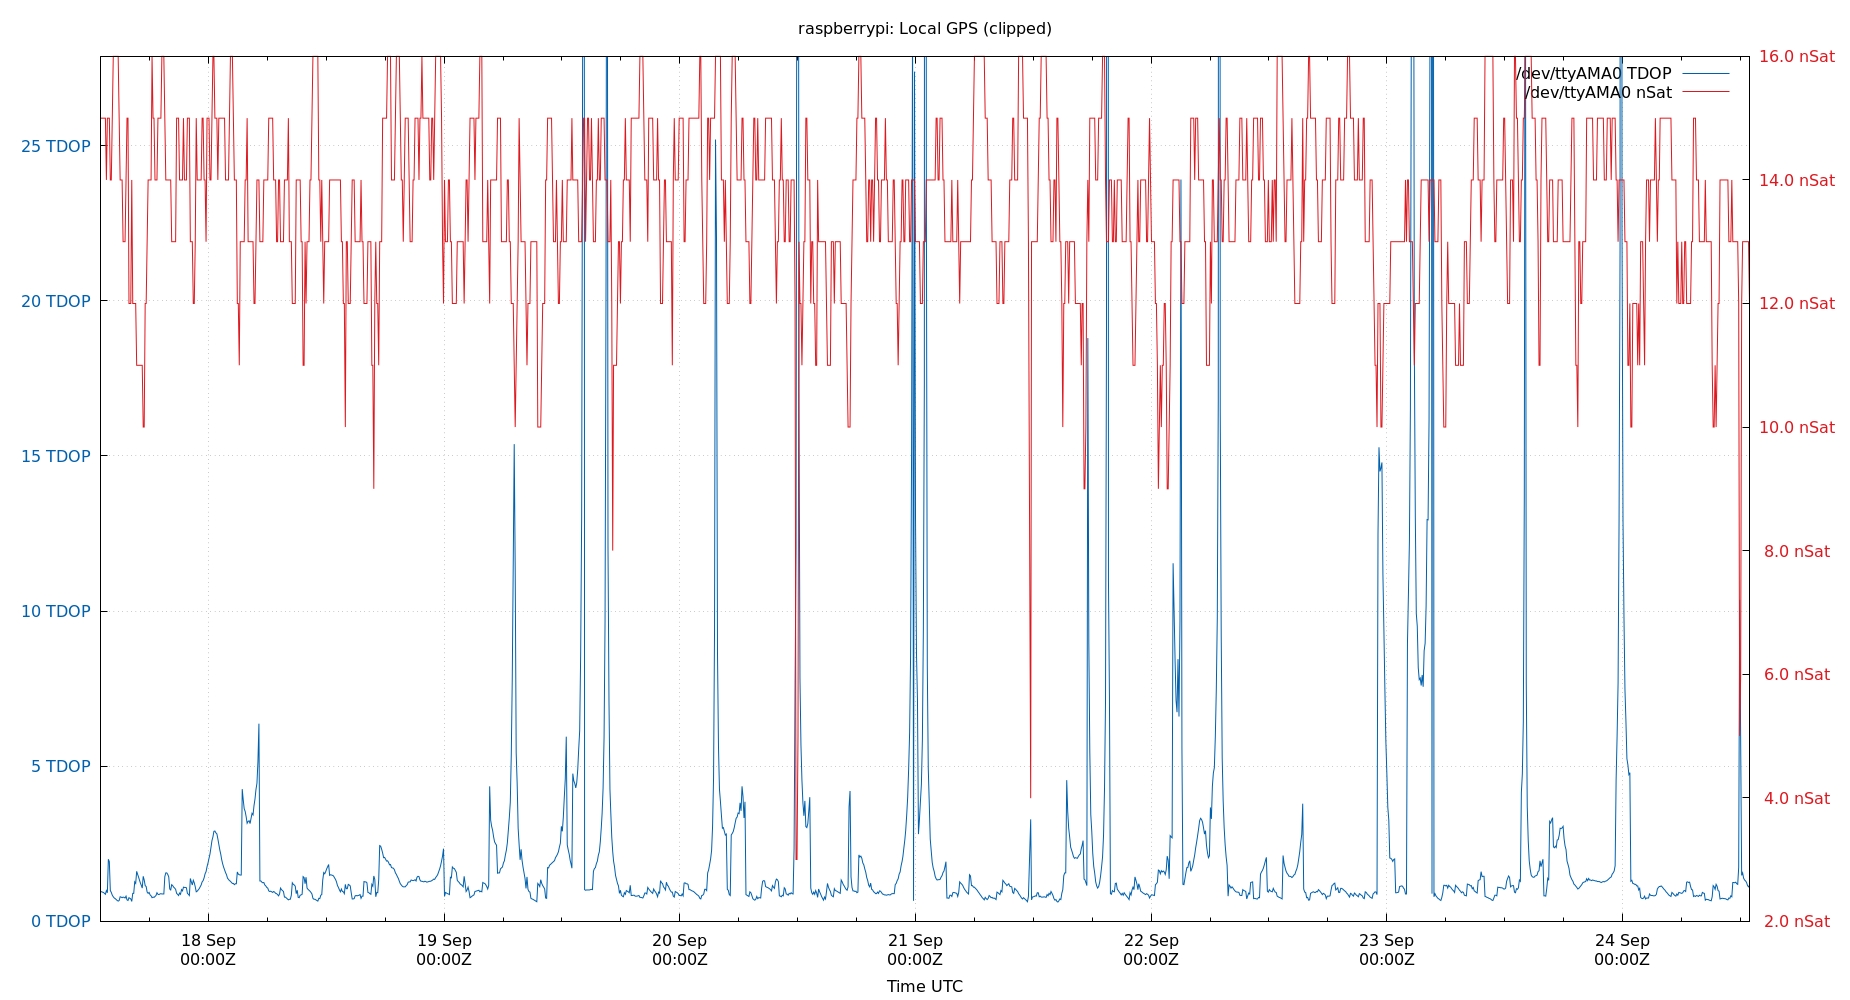 raspberrypi: Local GPS (clipped)
16.0 nSat
/dev/ttyAMA0 TDOP
/dev/ttyAMA0 nSat
25 TDOP
14.0 nSat
20 TDOP
12.0 nSat
15 TDOP
10.0 nSat
8.0 nSat
10 TDOP
6.0 nSat
5 TDOP
4.0 nSat
0 TDOP
2.0 nSat
18 Sep
00:00Z
19 Sep
00:00Z
20 Sep
00:00Z
21 Sep
00:00Z
22 Sep
00:00Z
23 Sep
00:00Z
24 Sep
00:00Z
Time UTC